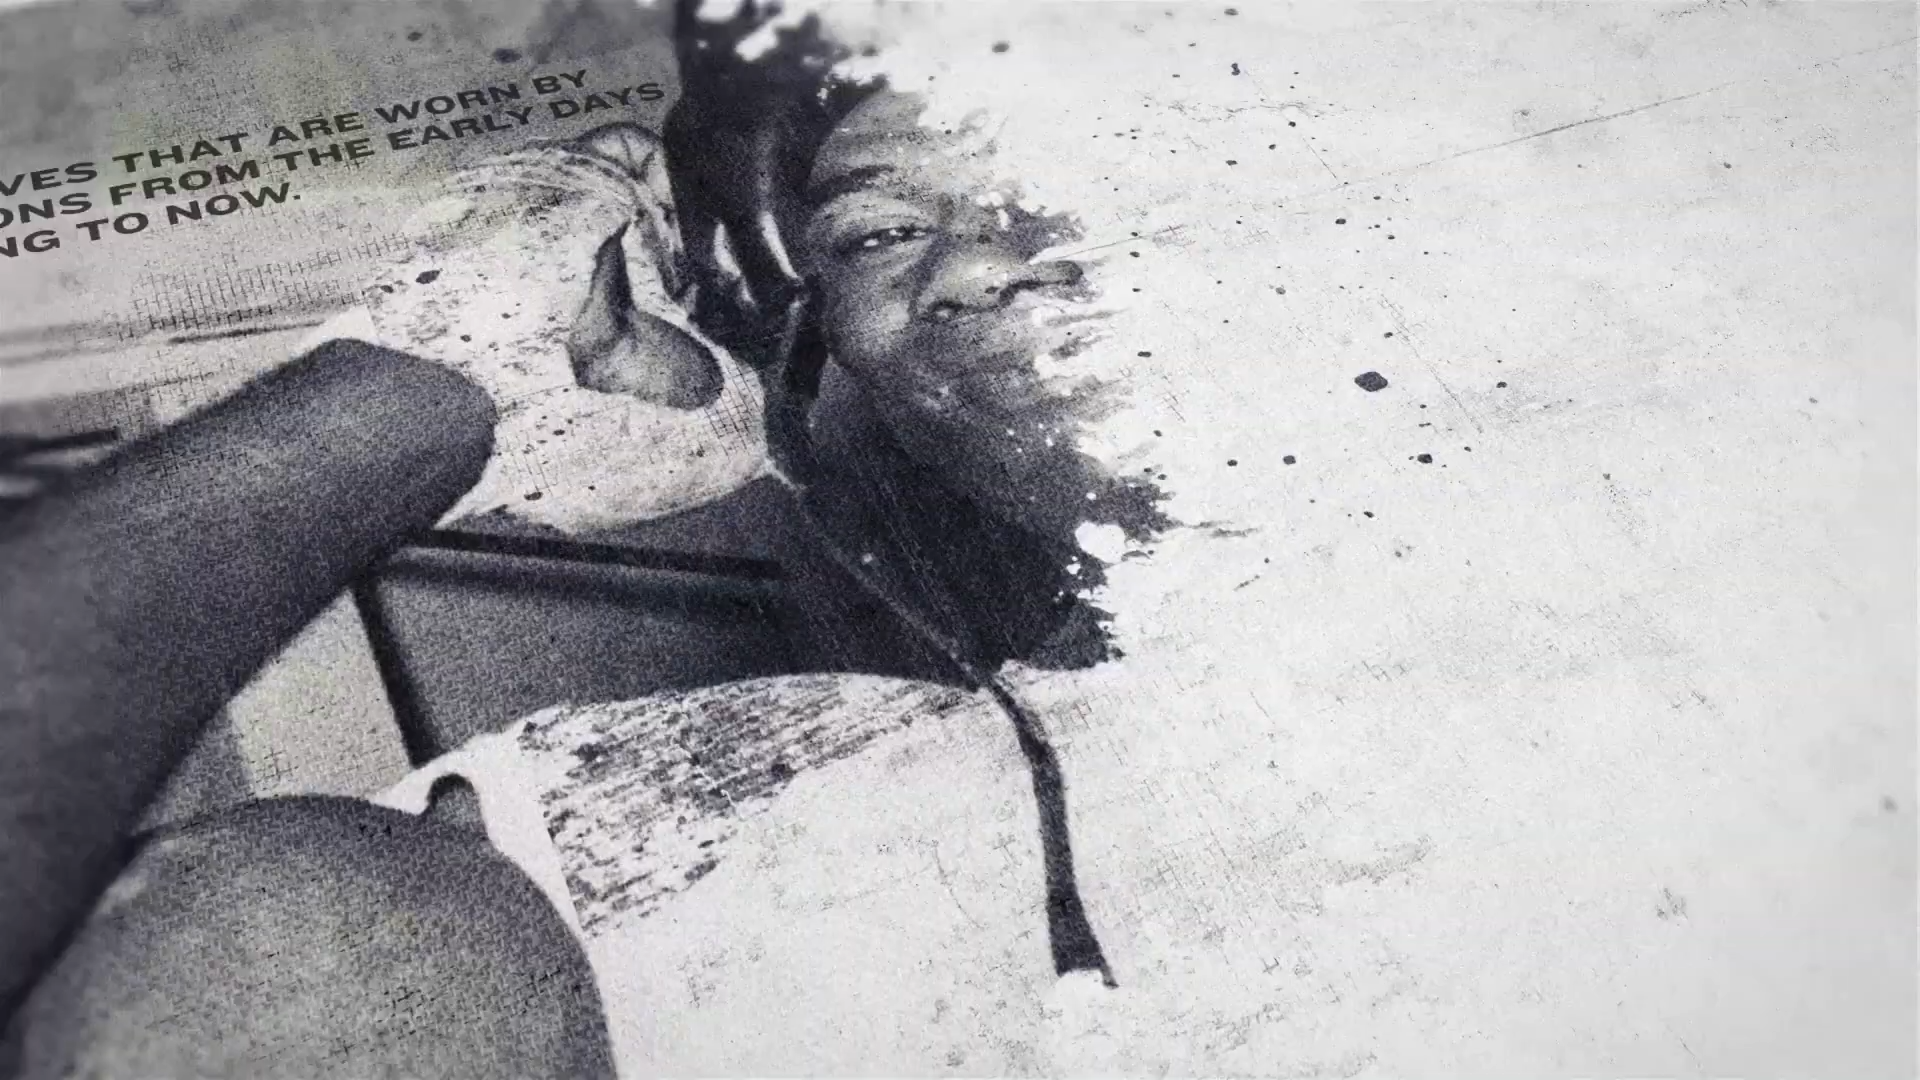 VES THAT ARE WORN BY
ONS FROM THE EARLY DAYS
NG TO NOW.